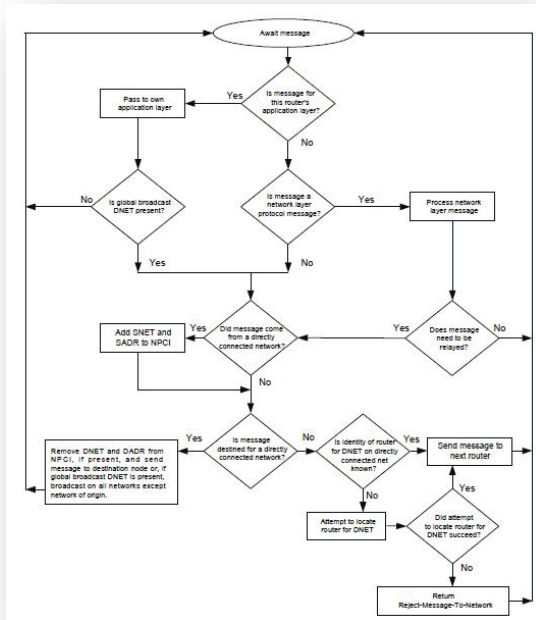 Await message
Is message for
this router's
application layer?
Yes
Pass to own
application layer
No
Is global broadcast
DNET present?
No
Yes
Is message a
network layer
protocol message?
Yes
Process network
layer message
No
Add SNET and
SADR to NPCI
Yes
Did message come
from a directly
connected network?
Yes
Does message
need to be
relayed?
No
No
Remove DNET and DADR from
NPCI, if present, and send
message to destination node or, if
global broadcast DNET is present,
broadcast on all networks except
network of origin.
Yes
Is message
destined for a directly
connected network?
No
Is identity of router
for DNET on directly
connected net
known?
Yes
Send message to
next router
No
Yes
Attempt to locate
router for DNET
Did attempt
to locate router for
DNET succeed?
No
Return
Reject-Message-To-Network